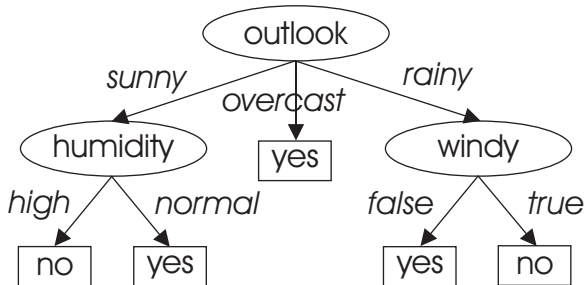 outlook
sunny
overcast
rainy
humidity
yes
windy
high
normal
false
true
no
yes
yes
no